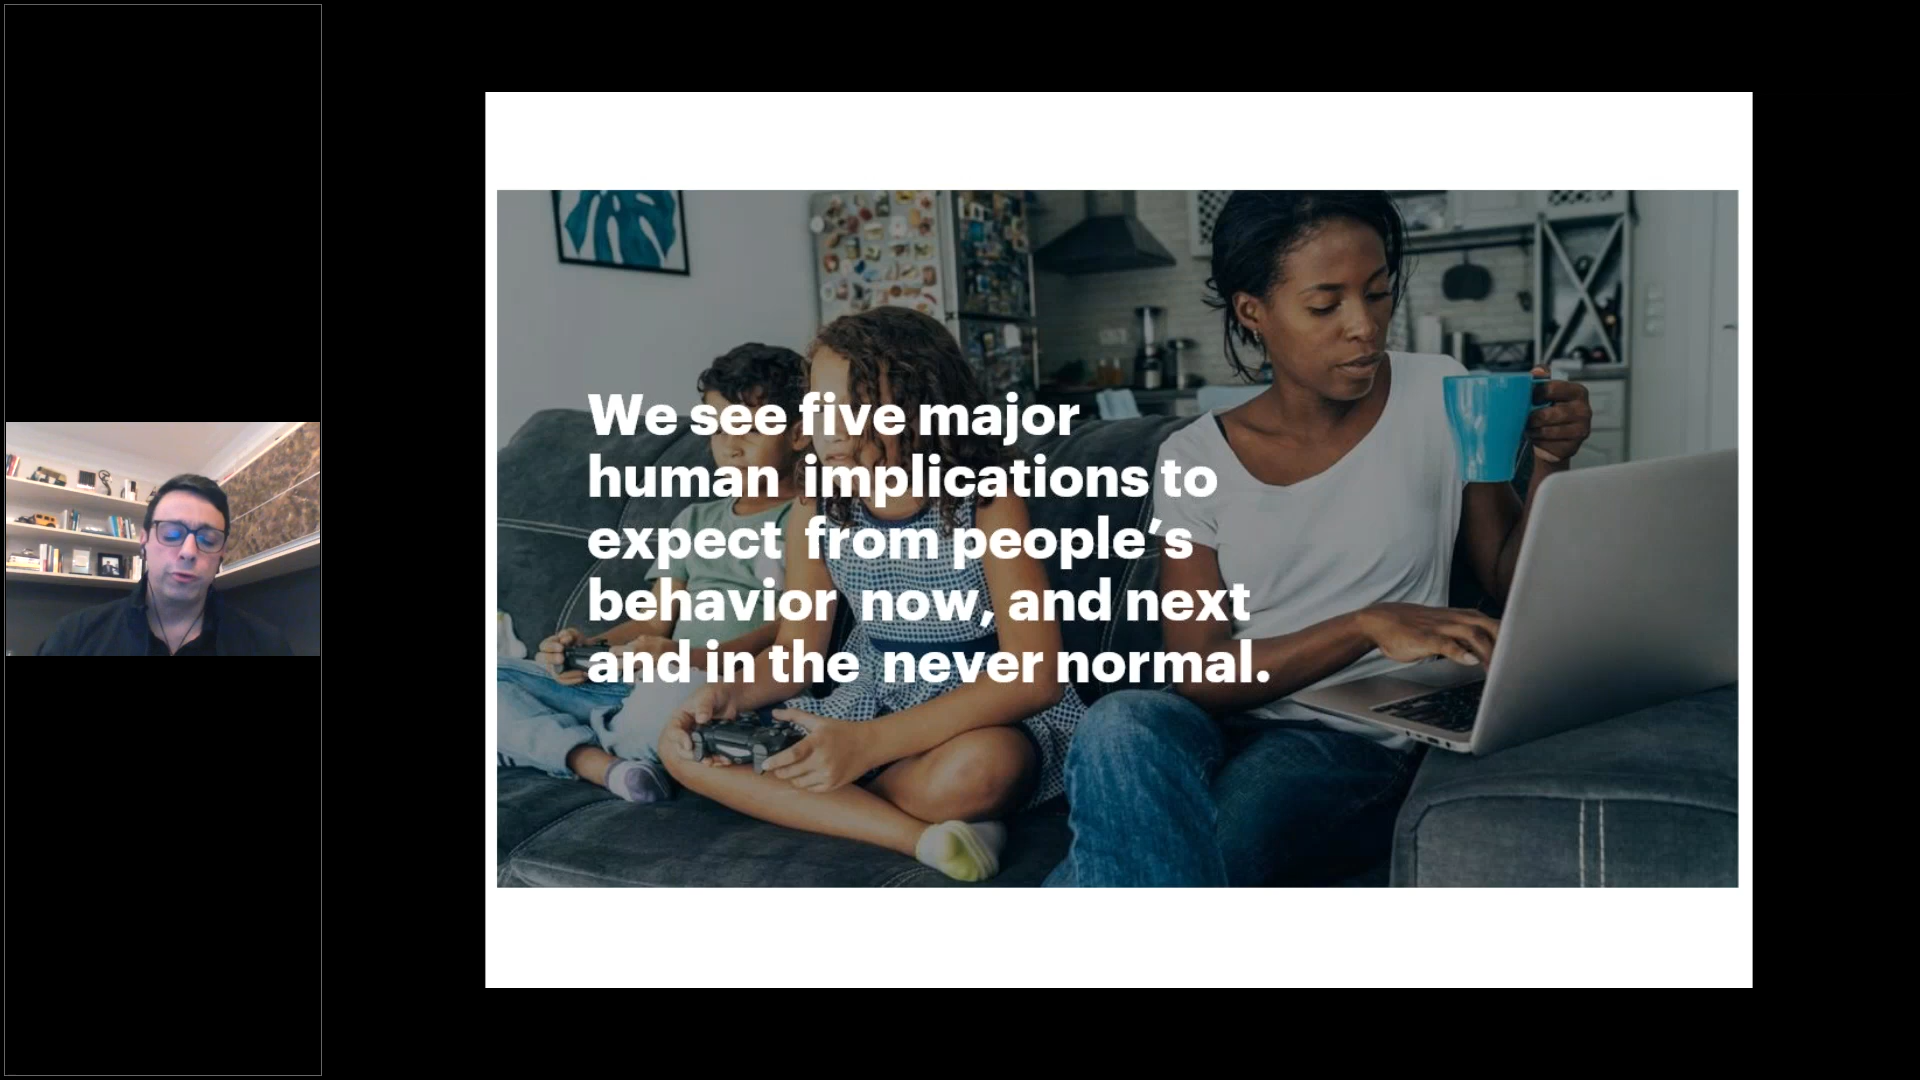 We see five major
human implications to
expect from people’s
behavior now, and next
and in the never normal.